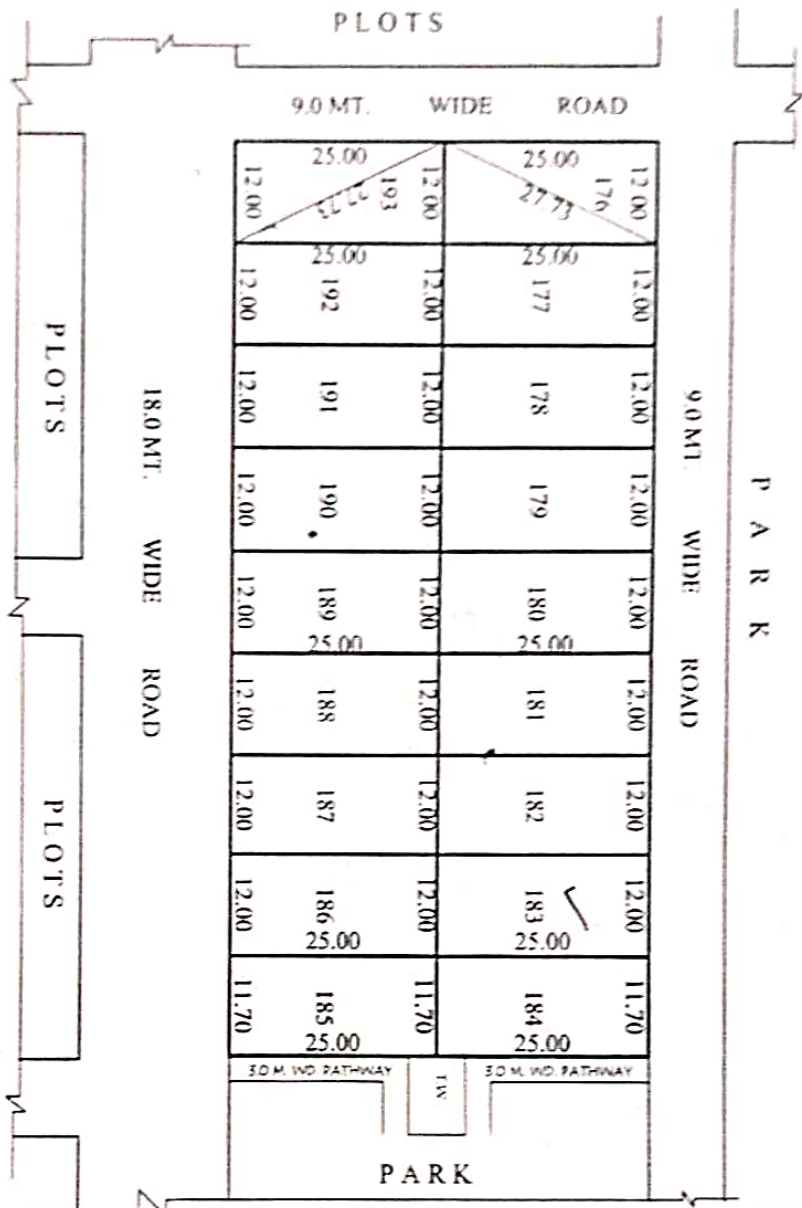 PLOTS
9.0 MT. WIDE ROAD
25.00 25.00
12.00 193 12.00 176 12.00
27.73 27.73
25.00 25.00
12.00 192 12.00 177 12.00
12.00 191 12.00 178 12.00
12.00 190 12.00 179 12.00
12.00 189 12.00 180 12.00
25.00 25.00
12.00 188 12.00 181 12.00
12.00 187 12.00 182 12.00
12.00 186 12.00 183 12.00
25.00 25.00
11.70 185 11.70 184 11.70
25.00 25.00
3.0 M. WD. PATHWAY T.W 3.0 M. WD. PATHWAY
PARK
PLOTS
PLOTS
18.0 MT. WIDE ROAD
9.0 MT. WIDE ROAD
PARK